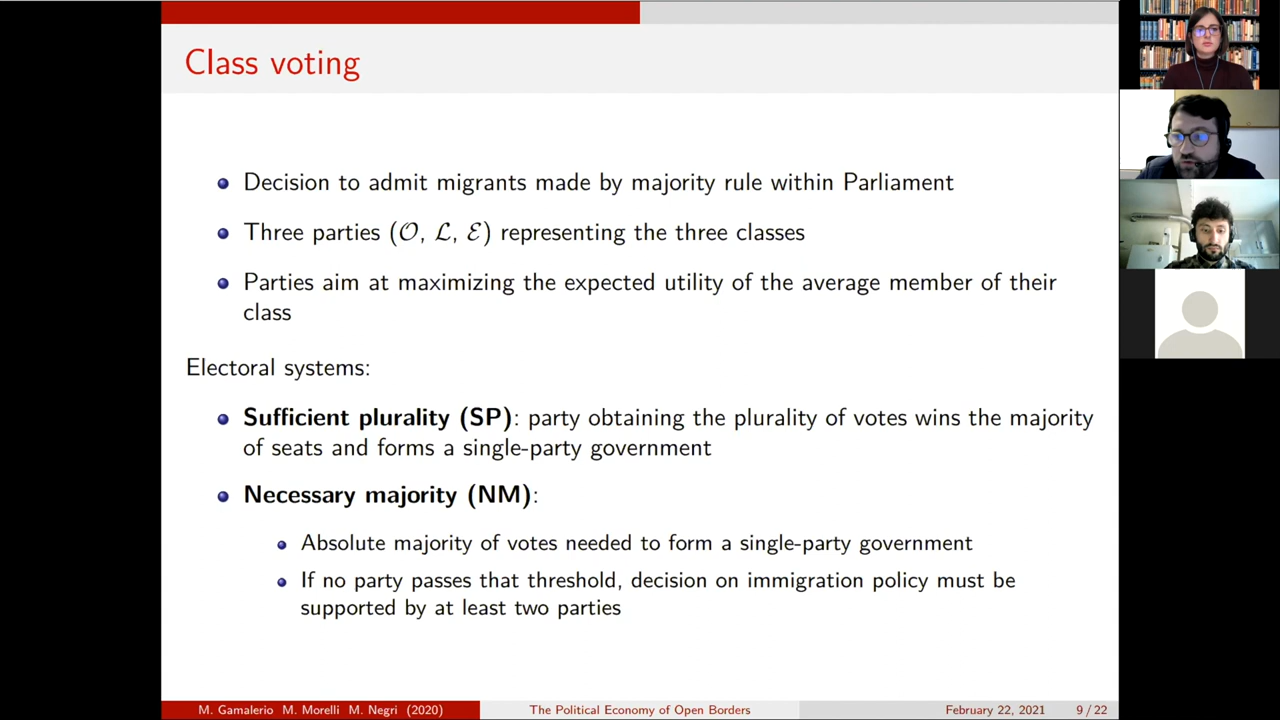 Class voting
Decision to admit migrants made by majority rule within Parliament
Three parties (𝒪, ℒ, ℰ) representing the three classes
Parties aim at maximizing the expected utility of the average member of their
class
Electoral systems:
Sufficient plurality (SP): party obtaining the plurality of votes wins the majority
of seats and forms a single-party government
Necessary majority (NM):
Absolute majority of votes needed to form a single-party government
If no party passes that threshold, decision on immigration policy must be
supported by at least two parties
M. Gamalerio M. Morelli M. Negri (2020) The Political Economy of Open Borders February 22, 2021 9 / 22